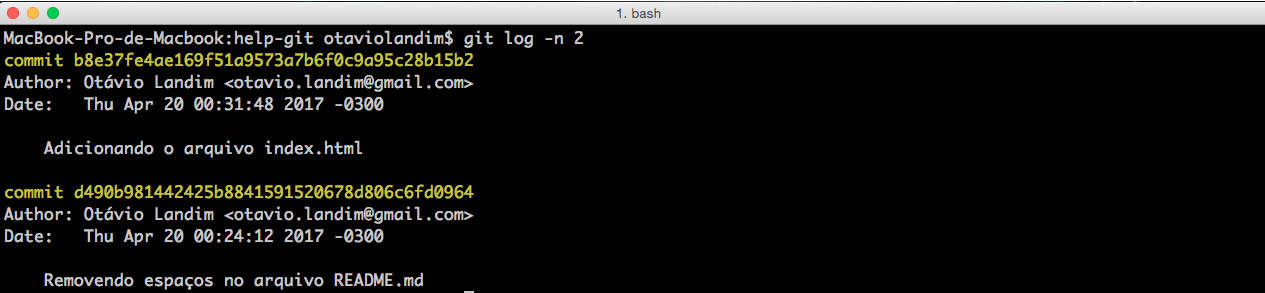 1. bash
MacBook-Pro-de-Macbook:help-git otaviolandim$ git log -n 2
commit b8e37fe4ae169f51a9573a7b6f0c9a95c28b15b2
Author: Otávio Landim <otavio.landim@gmail.com>
Date:   Thu Apr 20 00:31:48 2017 -0300
Adicionando o arquivo index.html
commit d490b981442425b8841591520678d806c6fd0964
Author: Otávio Landim <otavio.landim@gmail.com>
Date:   Thu Apr 20 00:24:12 2017 -0300
Removendo espaços no arquivo README.md